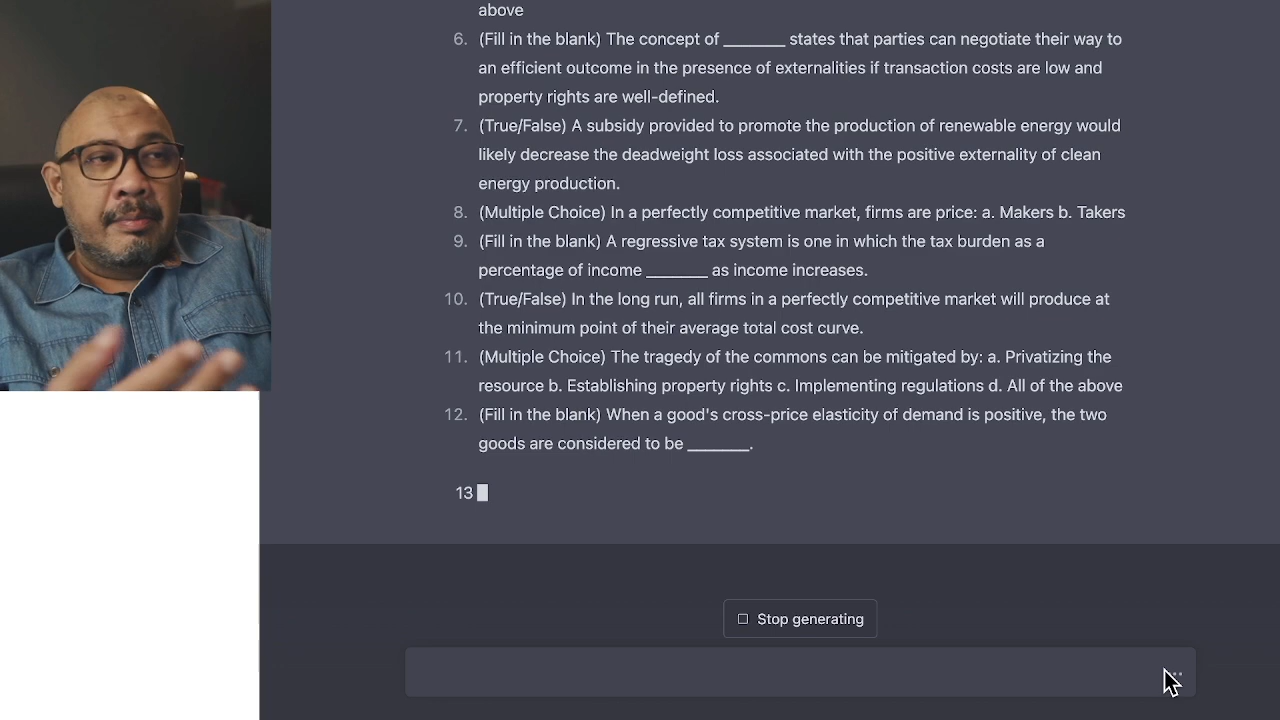 above
6. (Fill in the blank) The concept of ________ states that parties can negotiate their way to
an efficient outcome in the presence of externalities if transaction costs are low and
property rights are well-defined.
7. (True/False) A subsidy provided to promote the production of renewable energy would
likely decrease the deadweight loss associated with the positive externality of clean
energy production.
8. (Multiple Choice) In a perfectly competitive market, firms are price: a. Makers b. Takers
9. (Fill in the blank) A regressive tax system is one in which the tax burden as a
percentage of income ________ as income increases.
10. (True/False) In the long run, all firms in a perfectly competitive market will produce at
the minimum point of their average total cost curve.
11. (Multiple Choice) The tragedy of the commons can be mitigated by: a. Privatizing the
resource b. Establishing property rights c. Implementing regulations d. All of the above
12. (Fill in the blank) When a good's cross-price elasticity of demand is positive, the two
goods are considered to be ________.
13
Stop generating